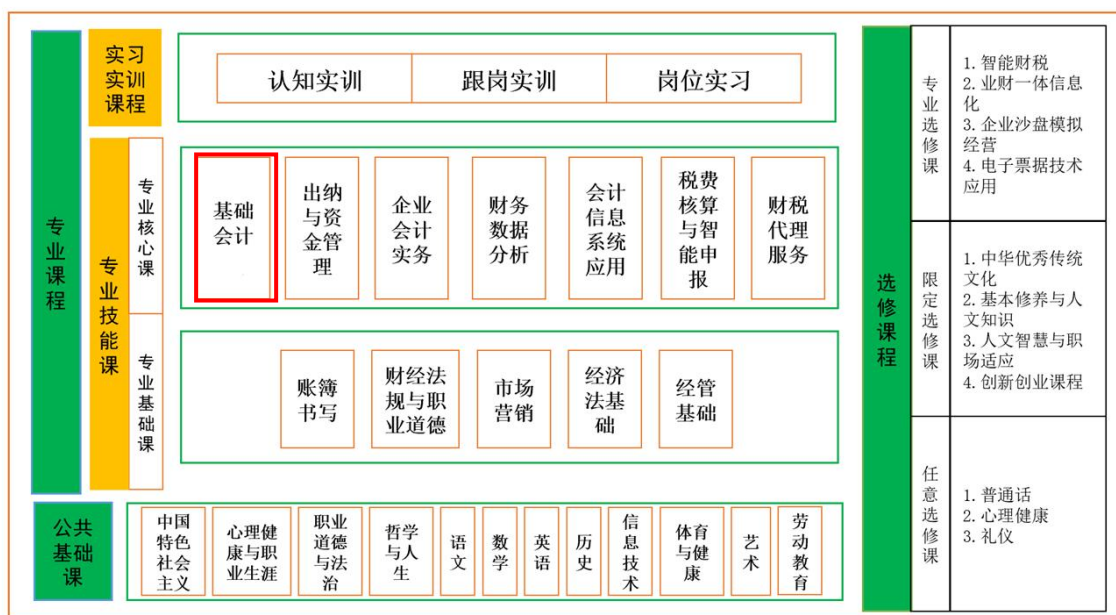 专业课程
实习
实训
课程
认知实训
跟岗实训
岗位实习
专业技能课
专业核心课
基础
会计
出纳
与资
金管
理
企业
会计
实务
财务
数据
分析
会计
信息
系统
应用
税费
核算
与智
能申
报
财税
代理
服务
专业基础课
账簿
书写
财经法
规与职
业道德
市场
营销
经济
法基
础
经管
基础
公共
基础
课
中国
特色
社会
主义
心理健
康与职
业生涯
职业
道德
与法
治
哲学
与人
生
语文
数学
英语
历史
信息技术
体育
与健
康
艺术
劳动教育
选修课程
专业选修课
1. 智能财税
2. 业财一体信息
化
3. 企业沙盘模拟
经营
4. 电子票据技术
应用
限定选修课
1. 中华优秀传统
文化
2. 基本修养与人
文知识
3. 人文智慧与职
场适应
4. 创新创业课程
任意选修课
1. 普通话
2. 心理健康
3. 礼仪